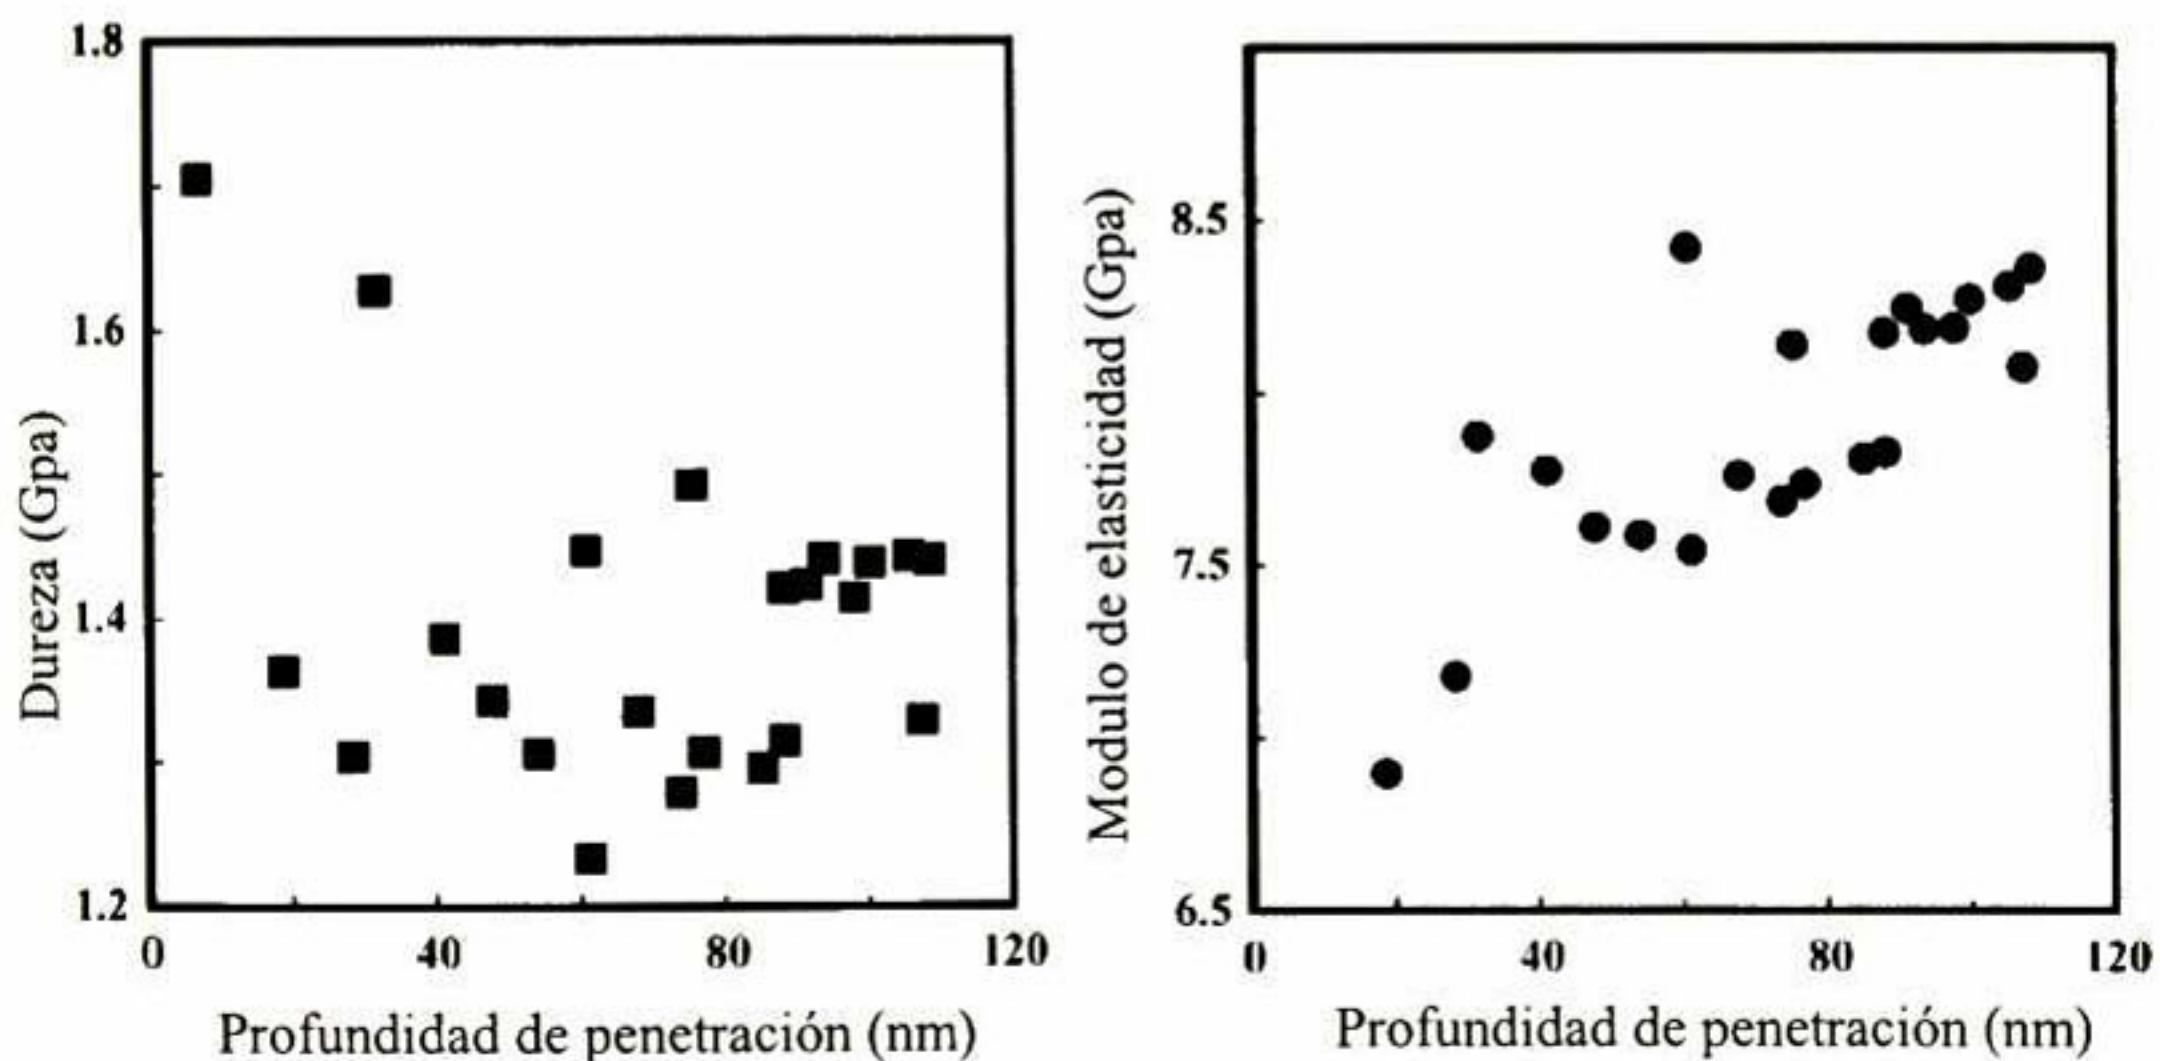 1.8
1.6
1.4
1.2
Dureza (Gpa)
0 40 80 120
Profundidad de penetración (nm)
8.5
7.5
6.5
Modulo de elasticidad (Gpa)
0 40 80 120
Profundidad de penetración (nm)